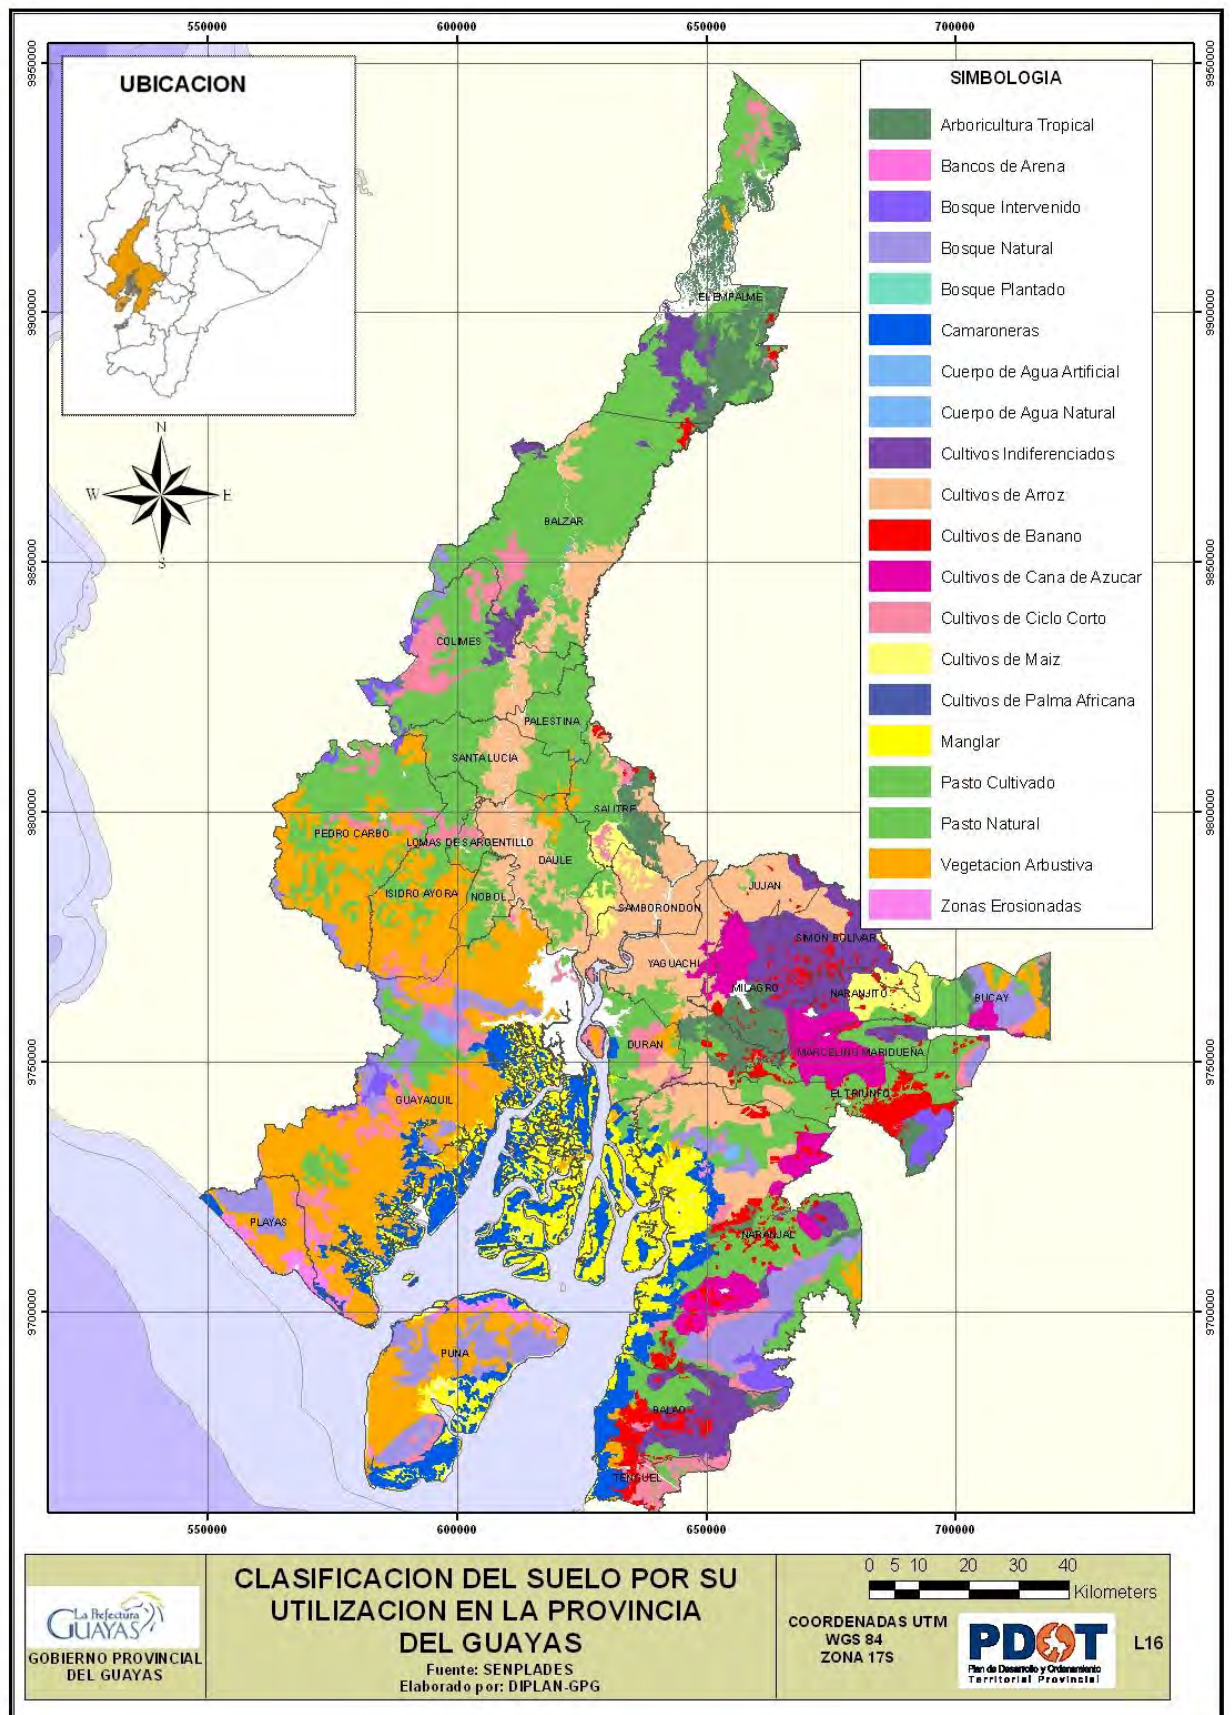 550000
600000
650000
700000
9950000
9950000
UBICACION
N
W
E
S
SIMBOLOGIA
Arboricultura Tropical
Bancos de Arena
Bosque Intervenido
Bosque Natural
Bosque Plantado
Camaroneras
Cuerpo de Agua Artificial
Cuerpo de Agua Natural
Cultivos Indiferenciados
Cultivos de Arroz
Cultivos de Banano
Cultivos de Cana de Azucar
Cultivos de Ciclo Corto
Cultivos de Maiz
Cultivos de Palma Africana
Manglar
Pasto Cultivado
Pasto Natural
Vegetacion Arbustiva
Zonas Erosionadas
9900000
9900000
9850000
9850000
9800000
9800000
9750000
9750000
9700000
9700000
EL EMPALME
BALZAR
COLIMES
PALESTINA
SANTA LUCIA
SALITRE
PEDRO CARBO
LOMAS DE SARGENTILLO
DAULE
ISIDRO AYORA
NOBOL
JUJAN
SAMBORONDON
SIMON BOLIVAR
YAGUACHI
MILAGRO
NARANJITO
BUCAY
DURAN
MARCELINO MARIDUEÑA
EL TRIUNFO
GUAYAQUIL
PLAYAS
NARANJAL
PUNA
BALAO
TENGUEL
550000
600000
650000
700000
La Prefectura
GUAYAS
GOBIERNO PROVINCIAL
DEL GUAYAS
CLASIFICACION DEL SUELO POR SU
UTILIZACION EN LA PROVINCIA
DEL GUAYAS
Fuente: SENPLADES
Elaborado por: DIPLAN-GPG
0 5 10 20 30 40
Kilometers
COORDENADAS UTM
WGS 84
ZONA 17S
PDOT
Plan de Desarrollo y Ordenamiento
Territorial Provincial
L16